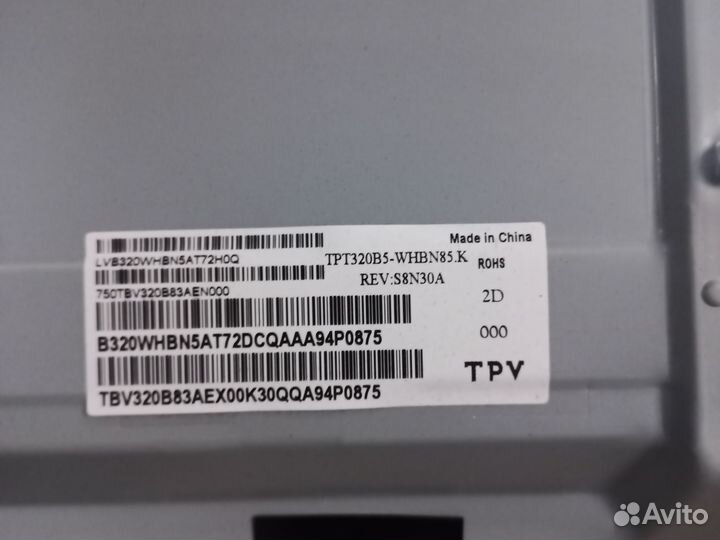 Made in China
LVB320WHBN5AT72H0Q
TPT320B5-WHBN85.K
ROHS
REV:S8N30A
750TBV320B83AEN000
2D
B320WHBN5AT72DCQAAA94P0875
000
TPV
TBV320B83AEX00K30QQA94P0875
Avito